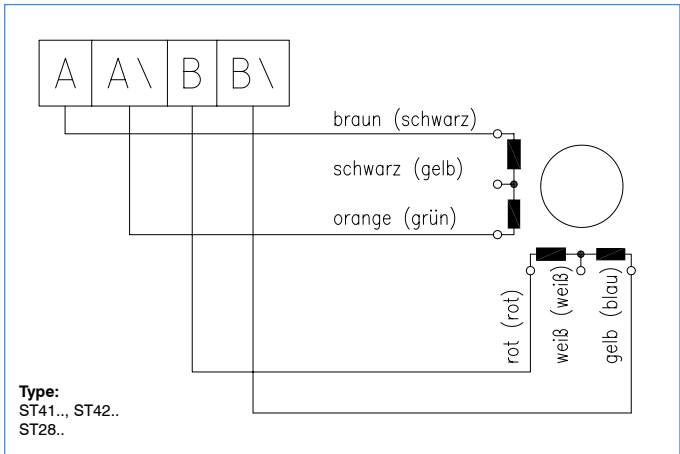 A A\ B B\
braun (schwarz)
schwarz (gelb)
orange (grün)
rot (rot)
weiß (weiß)
gelb (blau)
Type:
ST41.., ST42..
ST28..